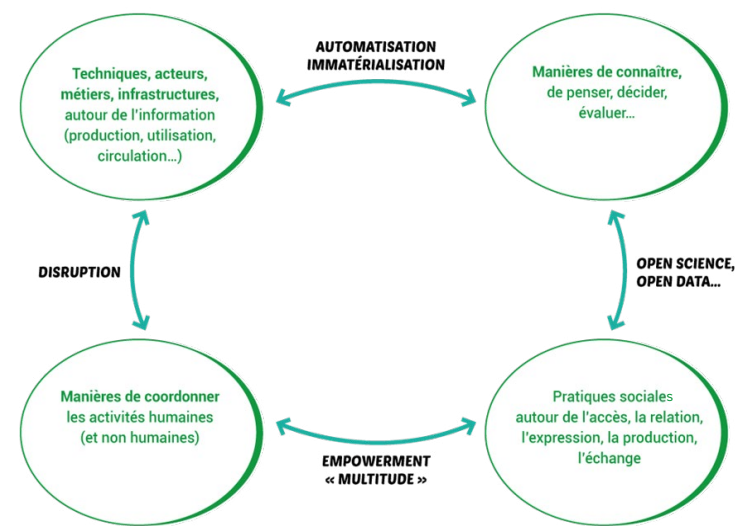 AUTOMATISATION
IMMATÉRIALISATION
Techniques, acteurs,
métiers, infrastructures,
autour de l'information
(production, utilisation,
circulation...)
Manières de connaître,
de penser, décider,
évaluer...
DISRUPTION
OPEN SCIENCE,
OPEN DATA...
Manières de coordonner
les activités humaines
(et non humaines)
Pratiques sociales
autour de l'accès, la relation,
l'expression, la production,
l'échange
EMPOWERMENT
« MULTITUDE »